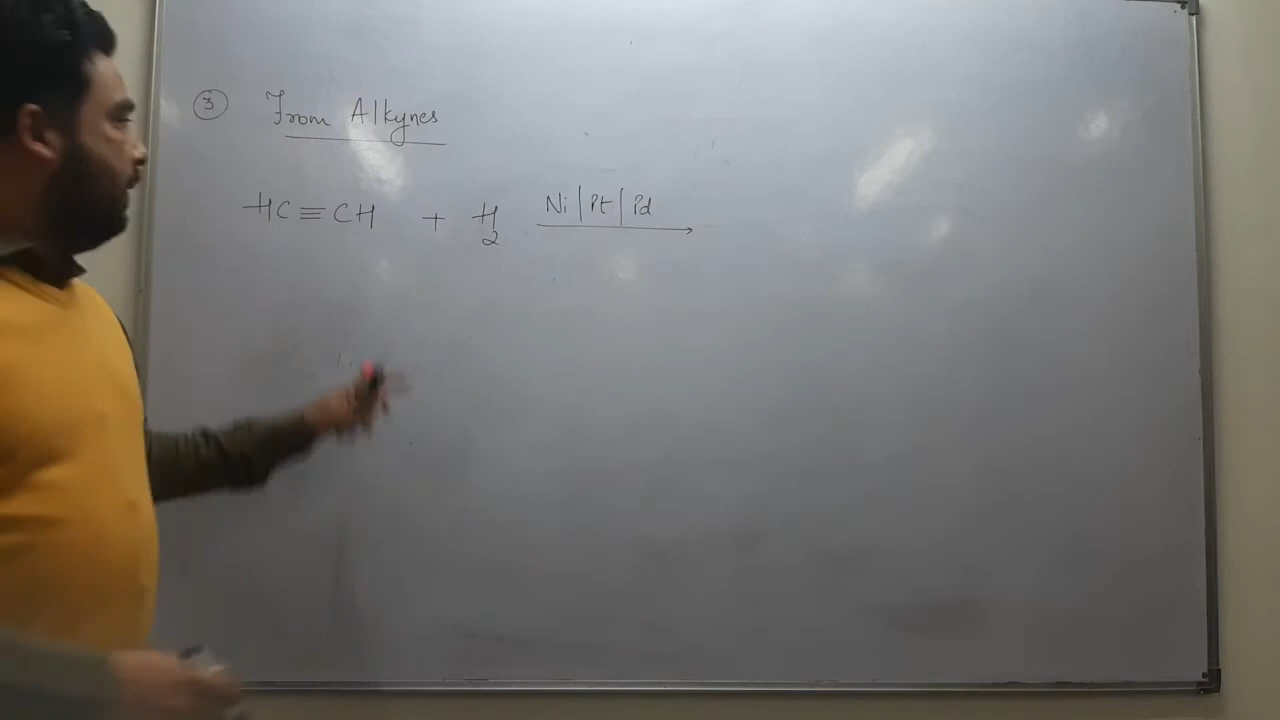 ③ From Alkynes
HC≡CH + H₂ Ni|Pt|Pd →